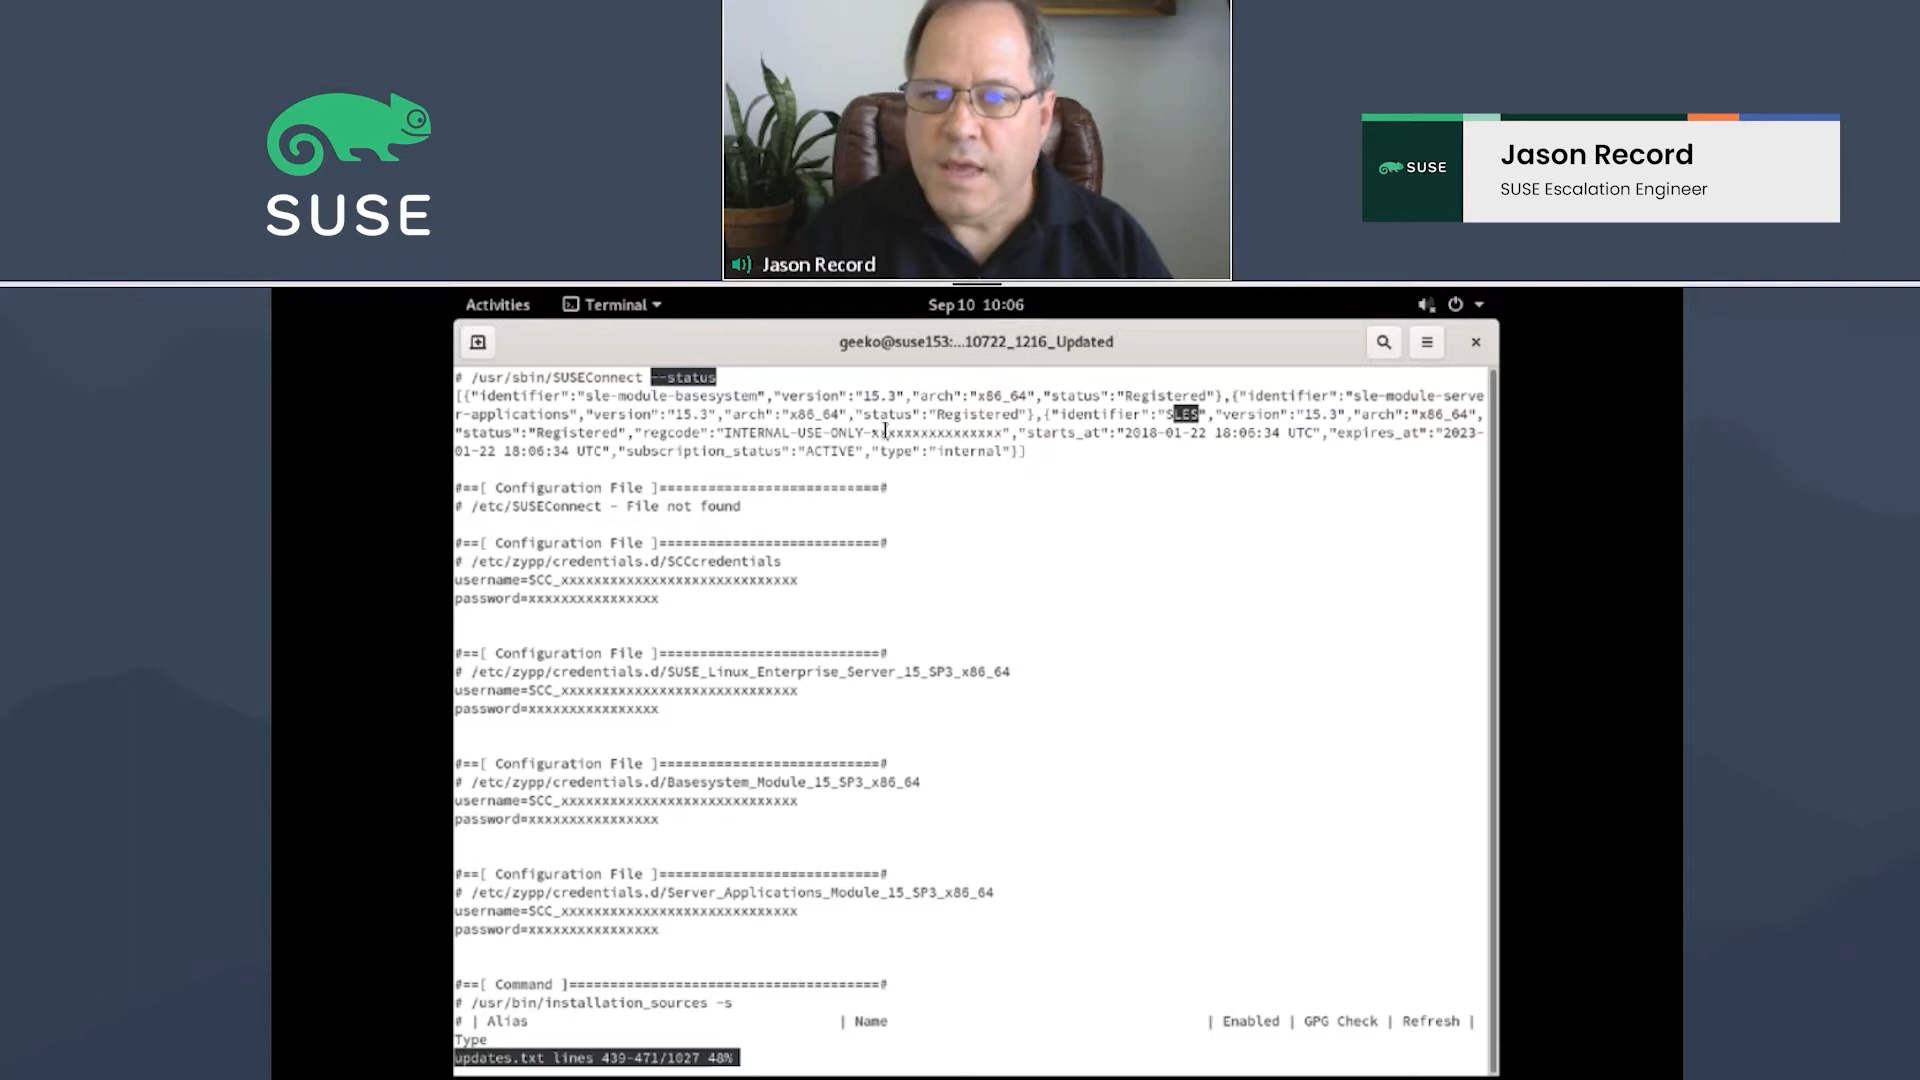 SUSE
Jason Record
SUSE
Jason Record
SUSE Escalation Engineer
Activities
Terminal
Sep 10 10:06
geeko@suse153:...10722_1216_Updated
# /usr/sbin/SUSEConnect --status
[{"identifier":"sle-module-basesystem","version":"15.3","arch":"x86_64","status":"Registered"},{"identifier":"sle-module-serve
r-applications","version":"15.3","arch":"x86_64","status":"Registered"},{"identifier":"SLES","version":"15.3","arch":"x86_64",
"status":"Registered","regcode":"INTERNAL-USE-ONLY-xxxxxxxxxxxxxxxx","starts_at":"2018-01-22 18:06:34 UTC","expires_at":"2023-
01-22 18:06:34 UTC","subscription_status":"ACTIVE","type":"internal"}]
#==[ Configuration File ]===========================#
# /etc/SUSEConnect - File not found
#==[ Configuration File ]===========================#
# /etc/zypp/credentials.d/SCCcredentials
username=SCC_xxxxxxxxxxxxxxxxxxxxxxxxxxxxx
password=xxxxxxxxxxxxxxxx
#==[ Configuration File ]===========================#
# /etc/zypp/credentials.d/SUSE_Linux_Enterprise_Server_15_SP3_x86_64
username=SCC_xxxxxxxxxxxxxxxxxxxxxxxxxxxxx
password=xxxxxxxxxxxxxxxx
#==[ Configuration File ]===========================#
# /etc/zypp/credentials.d/Basesystem_Module_15_SP3_x86_64
username=SCC_xxxxxxxxxxxxxxxxxxxxxxxxxxxxx
password=xxxxxxxxxxxxxxxx
#==[ Configuration File ]===========================#
# /etc/zypp/credentials.d/Server_Applications_Module_15_SP3_x86_64
username=SCC_xxxxxxxxxxxxxxxxxxxxxxxxxxxxx
password=xxxxxxxxxxxxxxxx
#==[ Command ]======================================#
# /usr/bin/installation_sources -s
# | Alias | Name | Enabled | GPG Check | Refresh |
Type
updates.txt lines 439-471/1027 48%